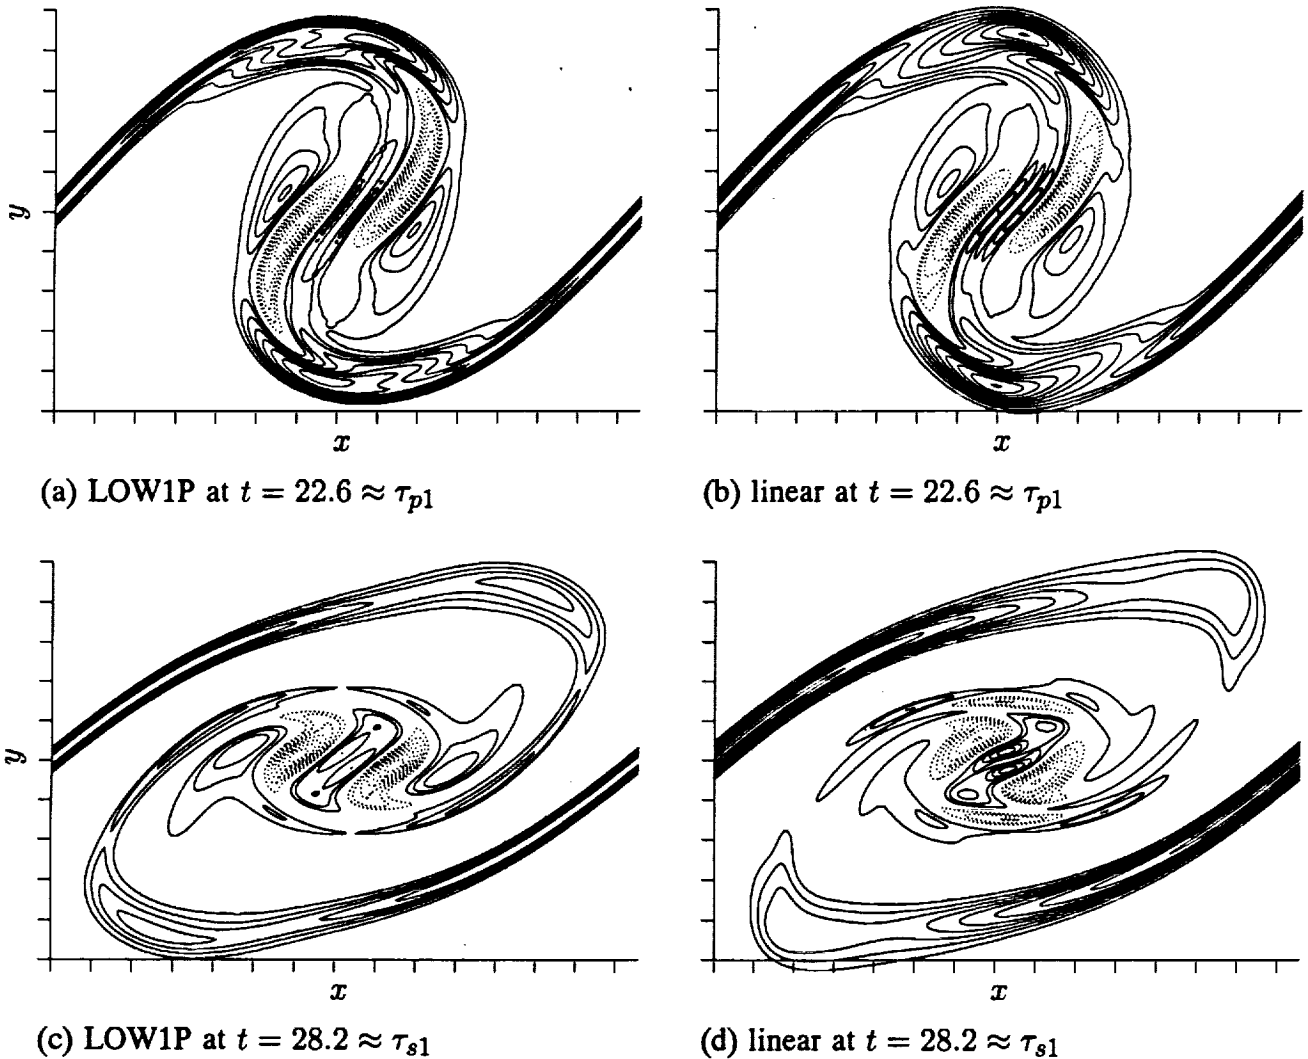 y
x
x
(a) LOW1P at t = 22.6 ≈ τp1
(b) linear at t = 22.6 ≈ τp1
y
x
x
(c) LOW1P at t = 28.2 ≈ τs1
(d) linear at t = 28.2 ≈ τs1